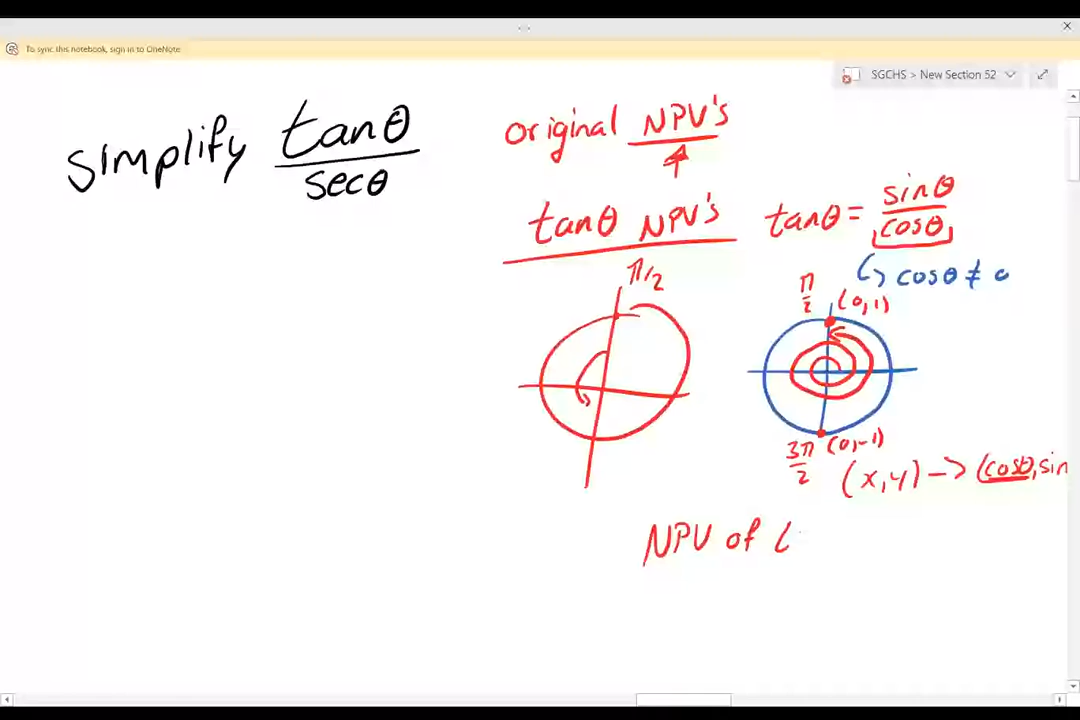 To sync this notebook, sign in to OneNote
SGCHS > New Section 52
simplify tanθ/secθ
original NPV's
tanθ NPV's
tanθ = sinθ/cosθ
cosθ ≠ 0
π/2
π/2 (0,1)
3π/2 (0,-1)
(x,y) -> (cosθ, sin
NPV of (